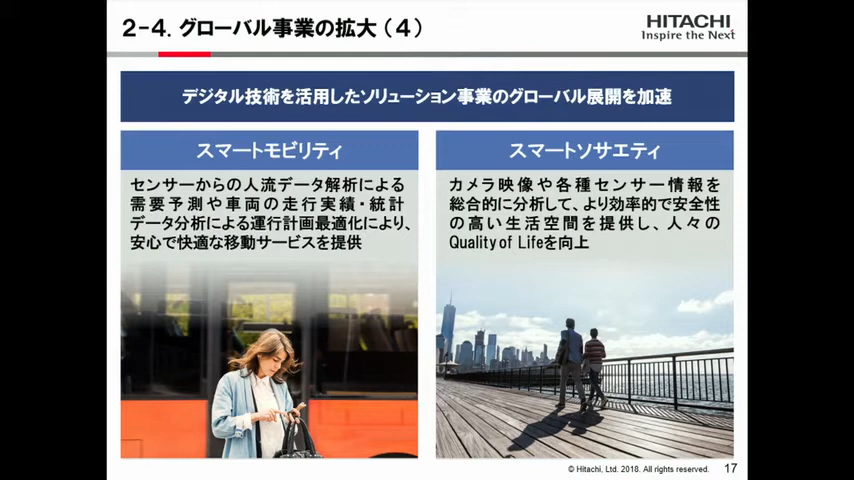 2-4. グローバル事業の拡大(4)
HITACHI
Inspire the Next
デジタル技術を活用したソリューション事業のグローバル展開を加速
スマートモビリティ
センサーからの人流データ解析による
需要予測や車両の走行実績・統計
データ分析による運行計画最適化により、
安心で快適な移動サービスを提供
スマートソサエティ
カメラ映像や各種センサー情報を
総合的に分析して、より効率的で安全性
の高い生活空間を提供し、人々の
Quality of Lifeを向上
© Hitachi, Ltd. 2018. All rights reserved.
17